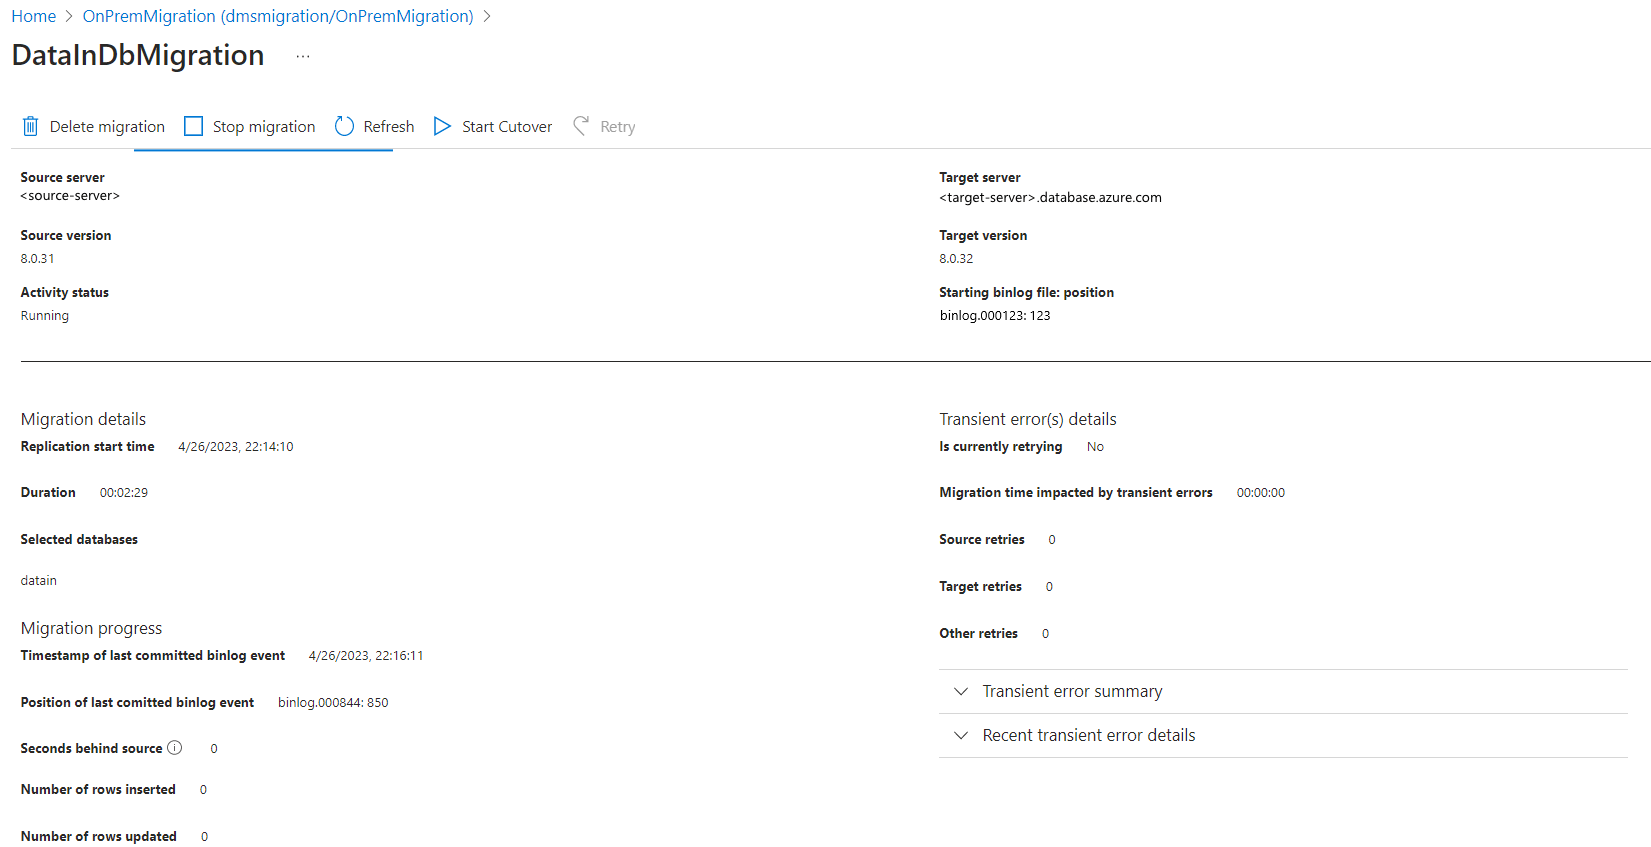 Home > OnPremMigration (dmsmigration/OnPremMigration) >
DataInDbMigration ...
Delete migration Stop migration Refresh Start Cutover Retry
Source server
<source-server>
Source version
8.0.31
Activity status
Running
Target server
<target-server>.database.azure.com
Target version
8.0.32
Starting binlog file: position
binlog.000123: 123
Migration details
Replication start time 4/26/2023, 22:14:10
Duration 00:02:29
Selected databases
datain
Migration progress
Timestamp of last committed binlog event 4/26/2023, 22:16:11
Position of last comitted binlog event binlog.000844: 850
Seconds behind source 0
Number of rows inserted 0
Number of rows updated 0
Transient error(s) details
Is currently retrying No
Migration time impacted by transient errors 00:00:00
Source retries 0
Target retries 0
Other retries 0
Transient error summary
Recent transient error details